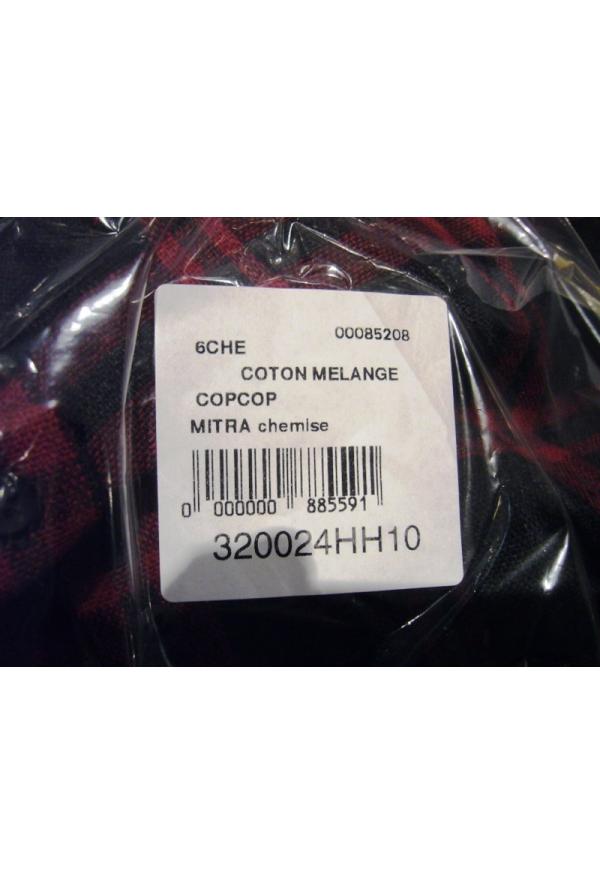 6CHE 00085208
COTON MELANGE
COPCOP
MITRA chemise
0 000000 885591
320024HH10